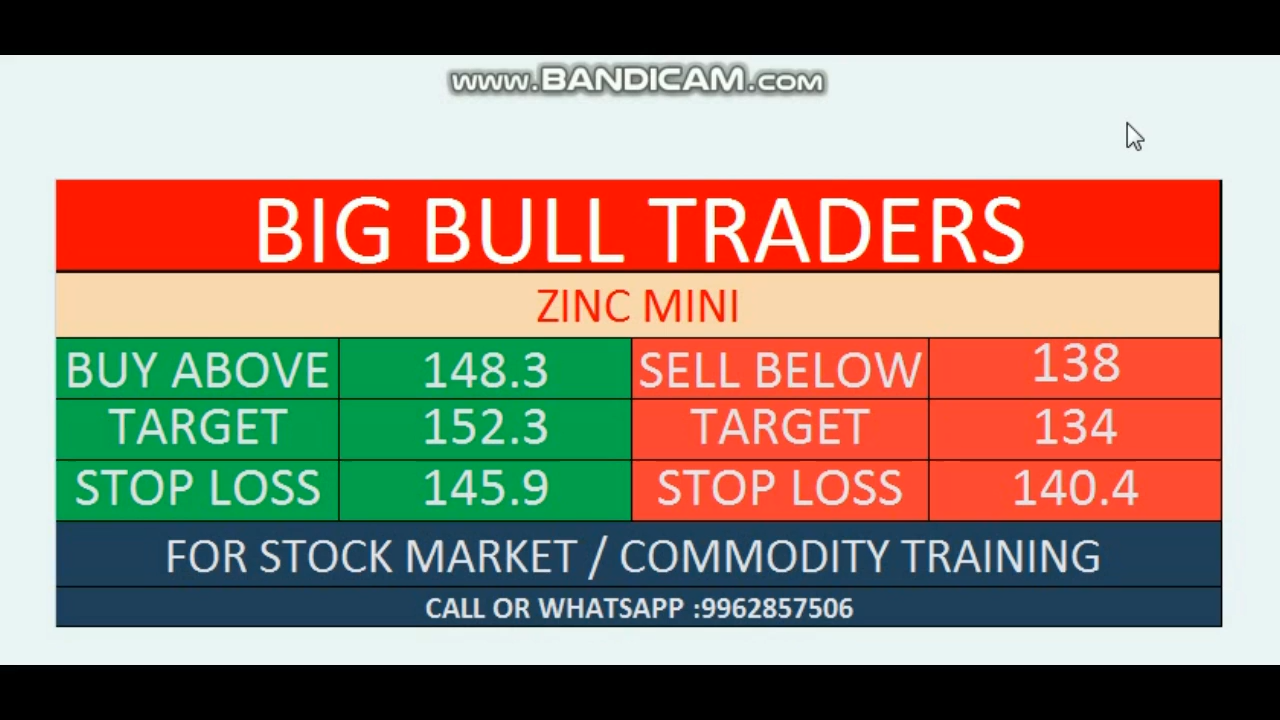 www.BANDICAM.com
BIG BULL TRADERS
ZINC MINI
BUY ABOVE 148.3 SELL BELOW 138
TARGET 152.3 TARGET 134
STOP LOSS 145.9 STOP LOSS 140.4
FOR STOCK MARKET / COMMODITY TRAINING
CALL OR WHATSAPP :9962857506